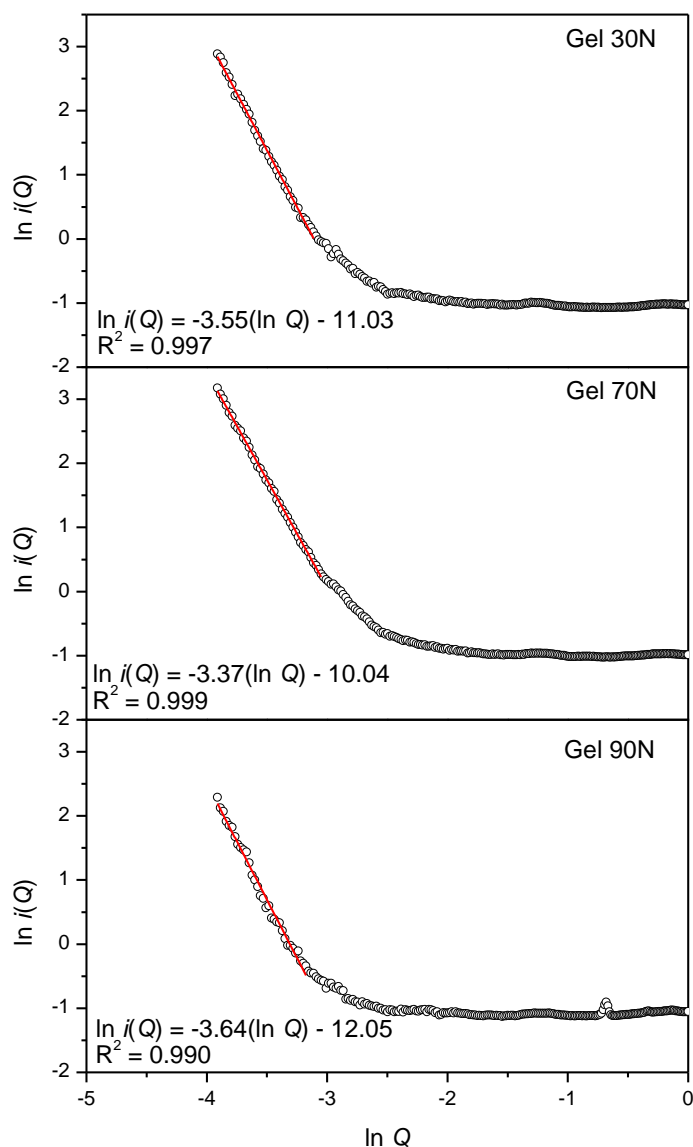 Gel 30N
3
2
1
0
-1
-2
ln i(Q)
ln i(Q) = -3.55(ln Q) - 11.03
R² = 0.997
Gel 70N
3
2
1
0
-1
-2
ln i(Q)
ln i(Q) = -3.37(ln Q) - 10.04
R² = 0.999
Gel 90N
3
2
1
0
-1
-2
ln i(Q)
ln i(Q) = -3.64(ln Q) - 12.05
R² = 0.990
-5 -4 -3 -2 -1 0
ln Q